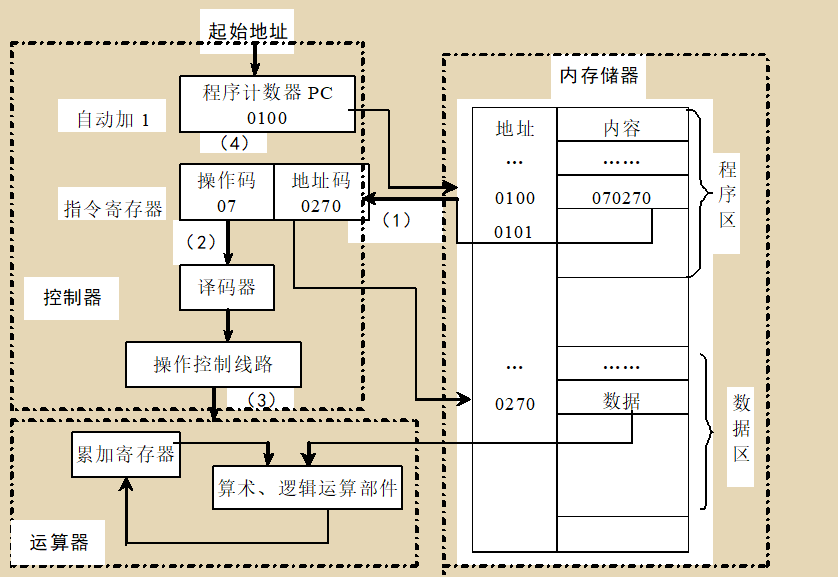 起始地址
程序计数器 PC
0100
自动加 1
(4)
操作码
07
地址码
0270
指令寄存器
(1)
(2)
译码器
控制器
操作控制线路
(3)
累加寄存器
算术、逻辑运算部件
运算器
内存储器
地址
内容
…
……
0100
070270
0101
程序区
…
……
0270
数据
数据区